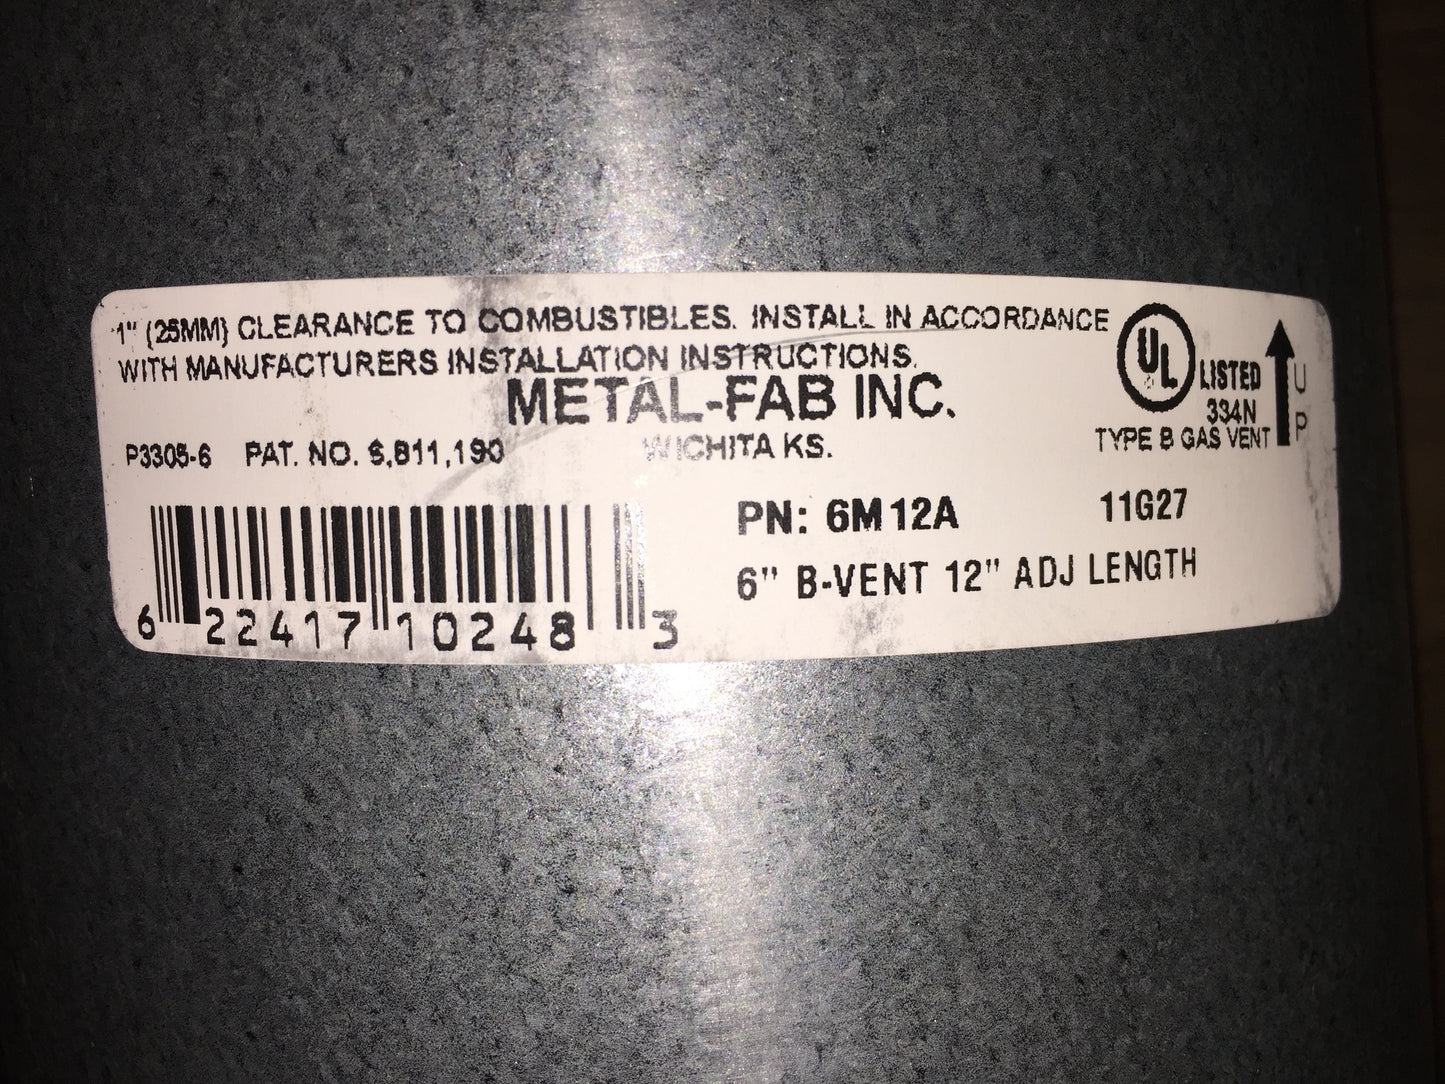 1" (25MM) CLEARANCE TO COMBUSTIBLES. INSTALL IN ACCORDANCE
WITH MANUFACTURERS INSTALLATION INSTRUCTIONS.
METAL-FAB INC.
WICHITA KS.
P3305-6 PAT. NO. 6,811,190
UL LISTED
334N
TYPE B GAS VENT
UP
PN: 6M12A 11G27
6" B-VENT 12" ADJ LENGTH
6 22417 10248 3